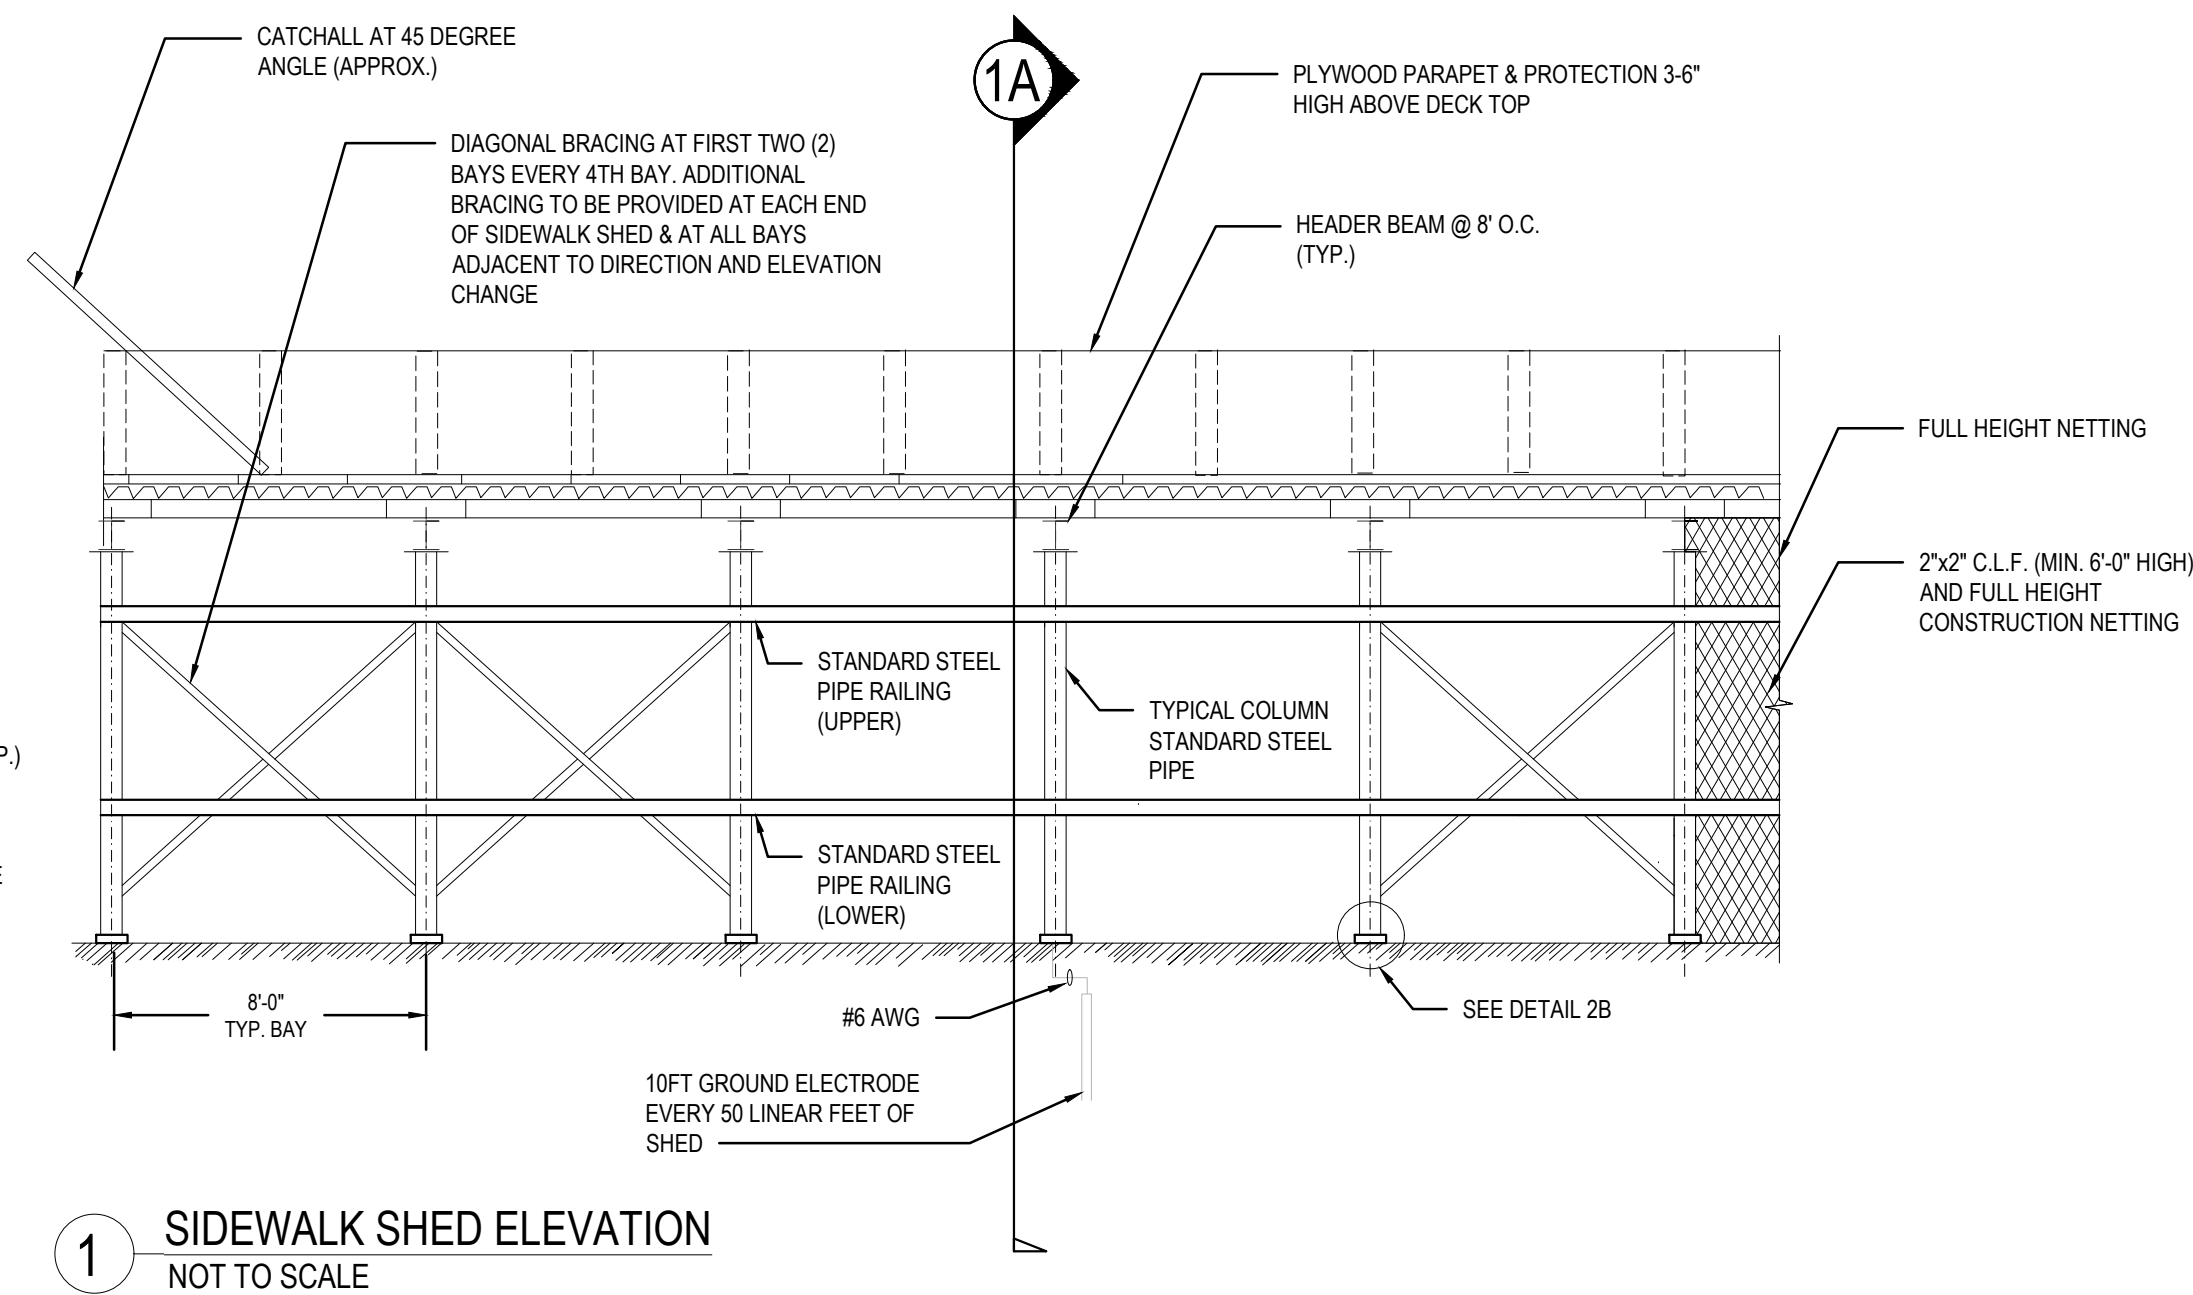 CATCHALL AT 45 DEGREE
ANGLE (APPROX.)
1A
PLYWOOD PARAPET & PROTECTION 3-6"
HIGH ABOVE DECK TOP
DIAGONAL BRACING AT FIRST TWO (2)
BAYS EVERY 4TH BAY. ADDITIONAL
BRACING TO BE PROVIDED AT EACH END
OF SIDEWALK SHED & AT ALL BAYS
ADJACENT TO DIRECTION AND ELEVATION
CHANGE
HEADER BEAM @ 8' O.C.
(TYP.)
FULL HEIGHT NETTING
2"x2" C.L.F. (MIN. 6'-0" HIGH)
AND FULL HEIGHT
CONSTRUCTION NETTING
STANDARD STEEL
PIPE RAILING
(UPPER)
TYPICAL COLUMN
STANDARD STEEL
PIPE
P.)
STANDARD STEEL
PIPE RAILING
(LOWER)
8'-0"
TYP. BAY
#6 AWG
SEE DETAIL 2B
10FT GROUND ELECTRODE
EVERY 50 LINEAR FEET OF
SHED
1
SIDEWALK SHED ELEVATION
NOT TO SCALE